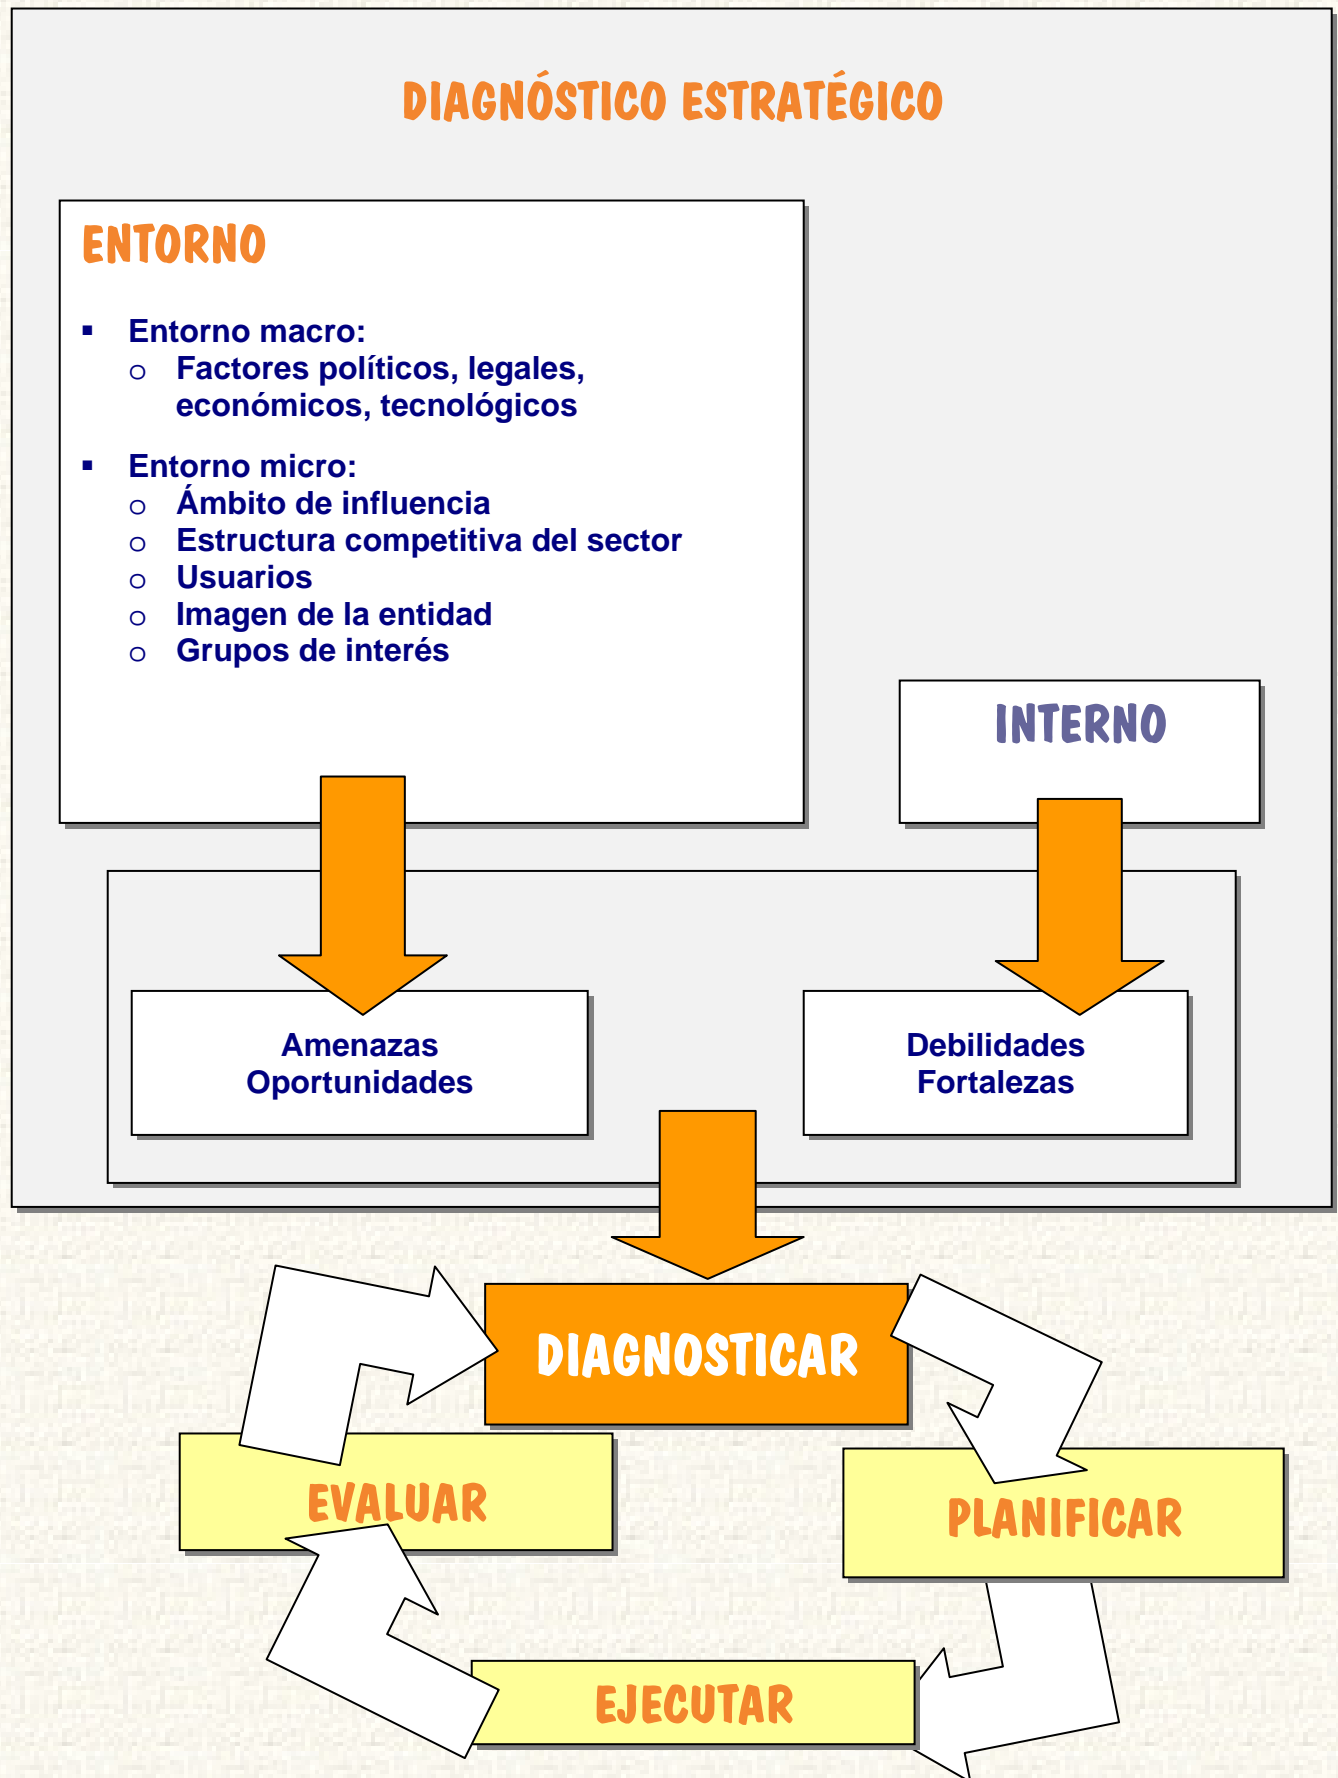 DIAGNÓSTICO ESTRATÉGICO
ENTORNO
▪ Entorno macro:
o Factores políticos, legales,
económicos, tecnológicos
▪ Entorno micro:
o Ámbito de influencia
o Estructura competitiva del sector
o Usuarios
o Imagen de la entidad
o Grupos de interés
INTERNO
Amenazas
Oportunidades
Debilidades
Fortalezas
DIAGNOSTICAR
EVALUAR
PLANIFICAR
EJECUTAR